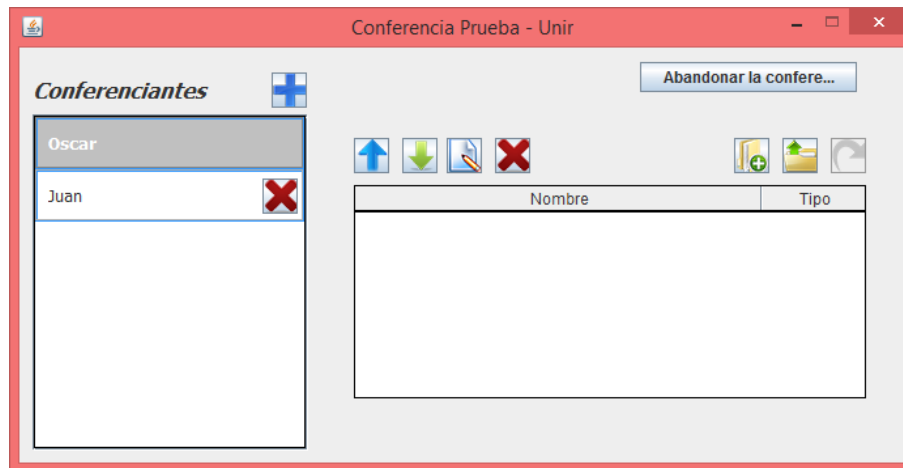 Conferencia Prueba - Unir
Conferenciantes
Abandonar la confere...
Oscar
Juan
Nombre Tipo